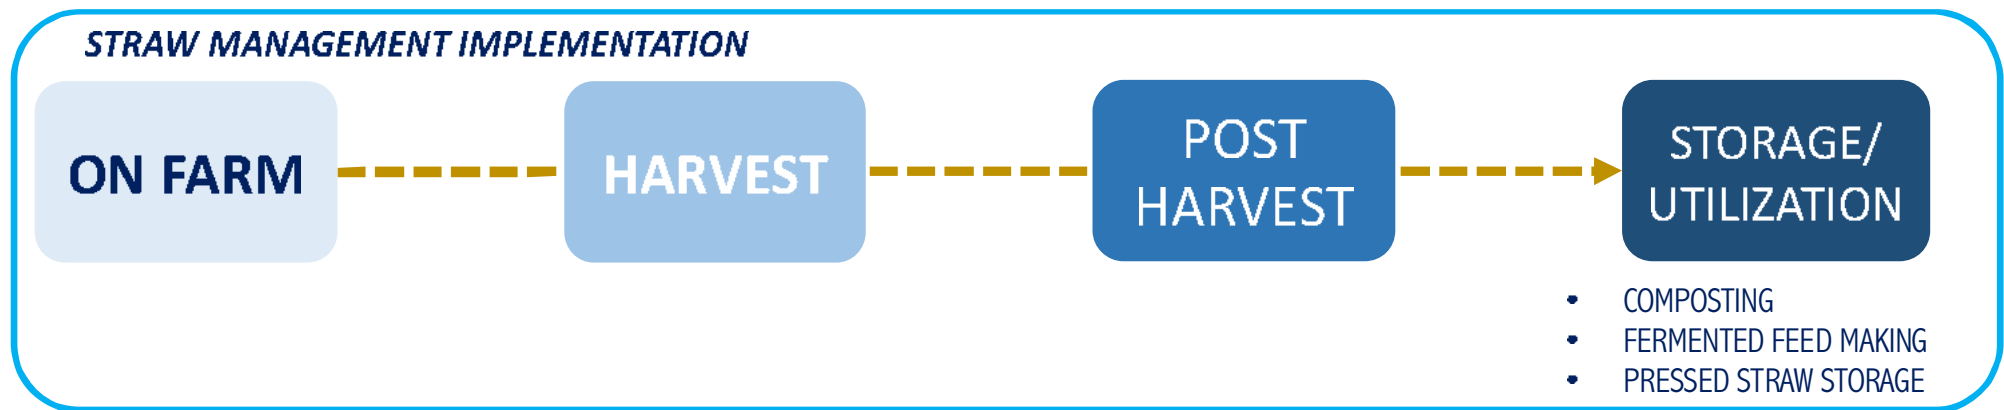 STRAW MANAGEMENT IMPLEMENTATION
ON FARM
HARVEST
POST
HARVEST
STORAGE/
UTILIZATION
• COMPOSTING
• FERMENTED FEED MAKING
• PRESSED STRAW STORAGE